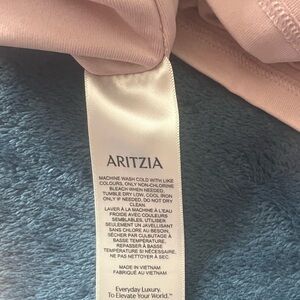 ARITZIA
MACHINE WASH COLD WITH LIKE
COLOURS, ONLY NON-CHLORINE
BLEACH WHEN NEEDED.
TUMBLE DRY LOW, COOL IRON
ONLY IF NEEDED, DO NOT DRY
CLEAN
LAVER À LA MACHINE À L'EAU
FROIDE AVEC COULEURS
SEMBLABLES, UTILISER
SEULEMENT UN JAVELLISANT
SANS CHLORE AU BESOIN,
SÉCHER PAR CULBUTAGE À
BASSE TEMPÉRATURE.
REPASSER À BASSE
TEMPÉRATURE SI NÉCESSAIRE,
NE PAS NETTOYER À SEC.
MADE IN VIETNAM
FABRIQUÉ AU VIETNAM
Everyday Luxury.
To Elevate Your World.™